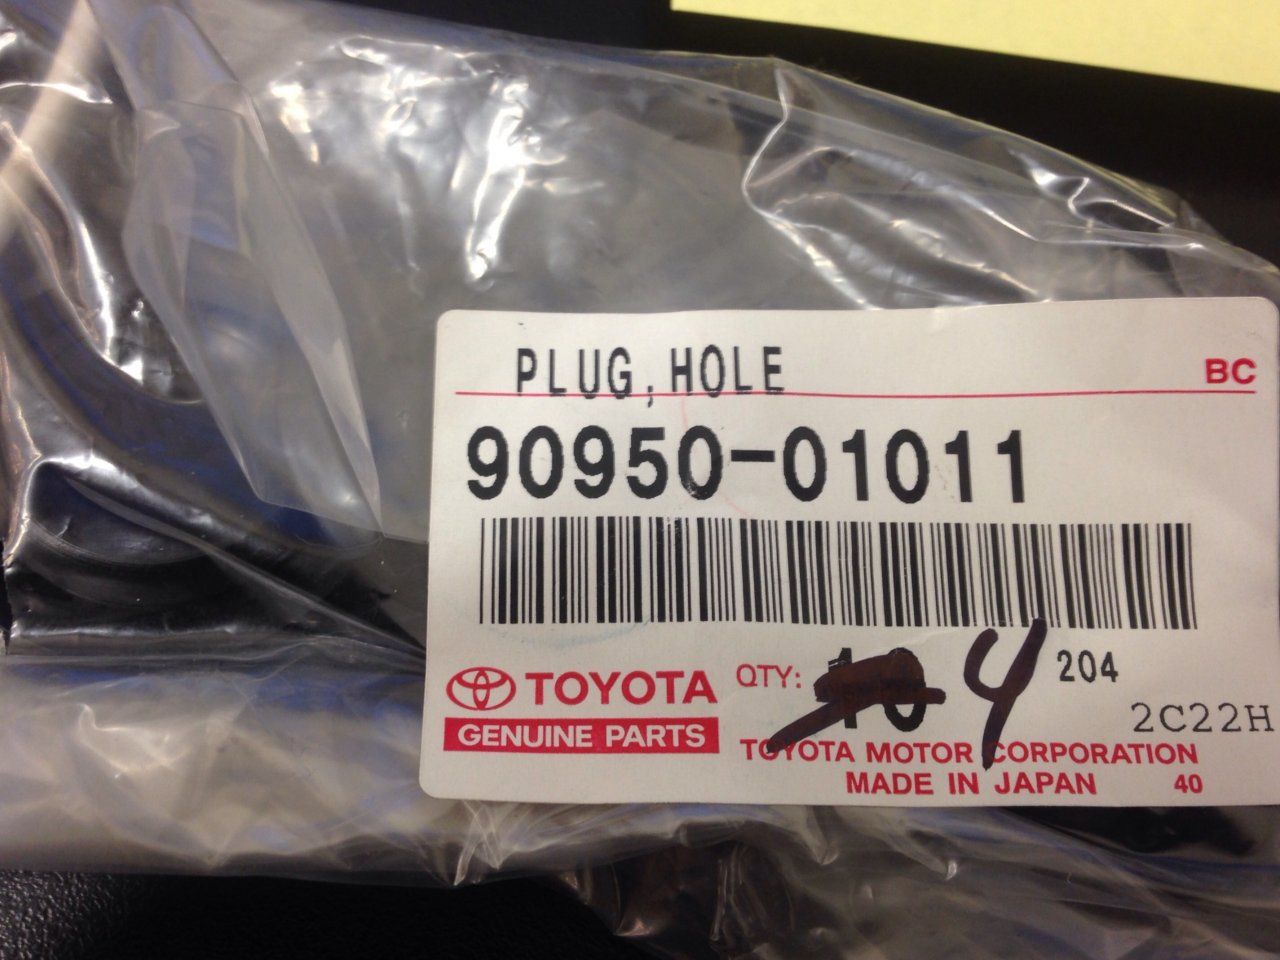 PLUG, HOLE
BC
90950-01011
TOYOTA
GENUINE PARTS
QTY: 10 4 204
2C22H
TOYOTA MOTOR CORPORATION
MADE IN JAPAN 40